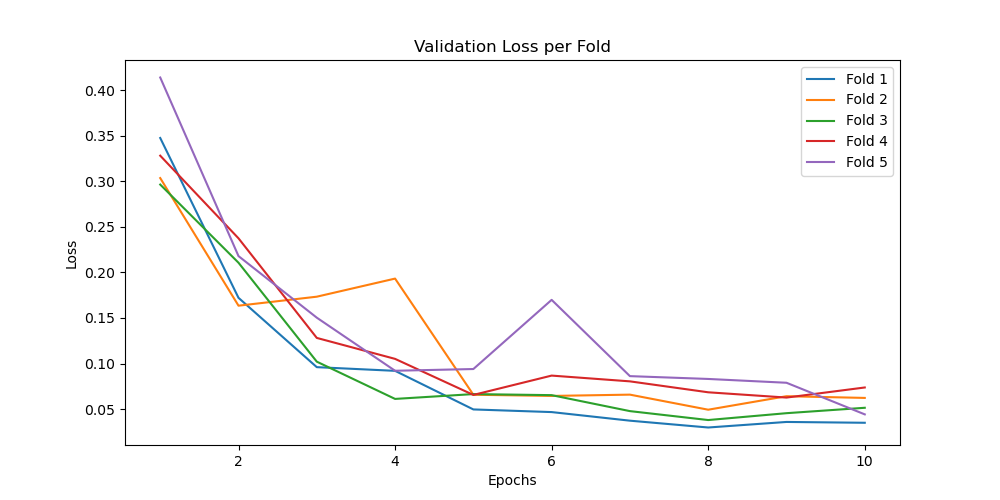 Validation Loss per Fold
0.40
0.35
0.30
0.25
0.20
0.15
0.10
0.05
Loss
Fold 1
Fold 2
Fold 3
Fold 4
Fold 5
2 4 6 8 10
Epochs